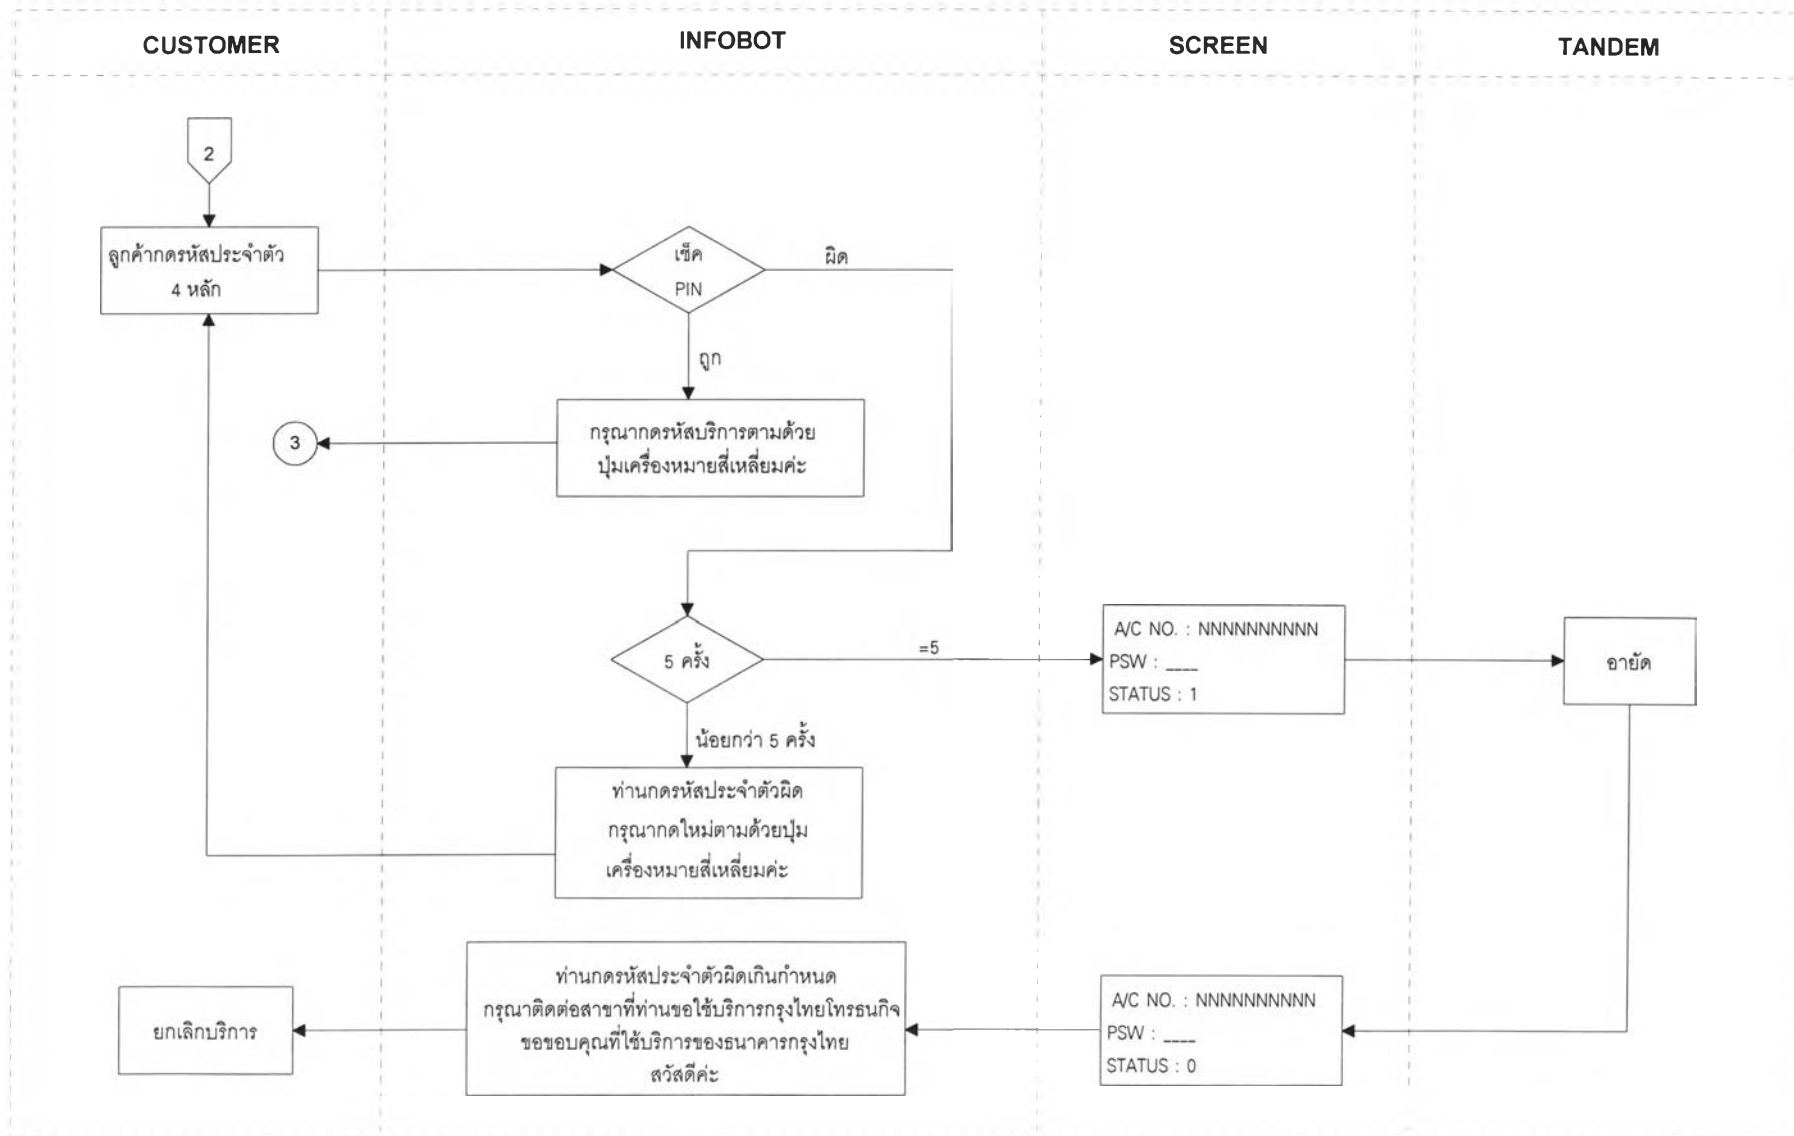 CUSTOMER
INFOBOT
SCREEN
TANDEM
2
ลูกค้ากดรหัสประจำตัว
4 หลัก
เช็ค
PIN
ผิด
ถูก
กรุณากดรหัสบริการตามด้วย
ปุ่มเครื่องหมายสี่เหลี่ยมค่ะ
3
5 ครั้ง
=5
A/C NO. : NNNNNNNNNN
PSW : ____
STATUS : 1
อายัด
น้อยกว่า 5 ครั้ง
ท่านกดรหัสประจำตัวผิด
กรุณากดใหม่ตามด้วยปุ่ม
เครื่องหมายสี่เหลี่ยมค่ะ
ท่านกดรหัสประจำตัวผิดเกินกำหนด
กรุณาติดต่อสาขาที่ท่านขอใช้บริการกรุงไทยโทรธนกิจ
ขอขอบคุณที่ใช้บริการของธนาคารกรุงไทย
สวัสดีค่ะ
ยกเลิกบริการ
A/C NO. : NNNNNNNNNN
PSW : ____
STATUS : 0